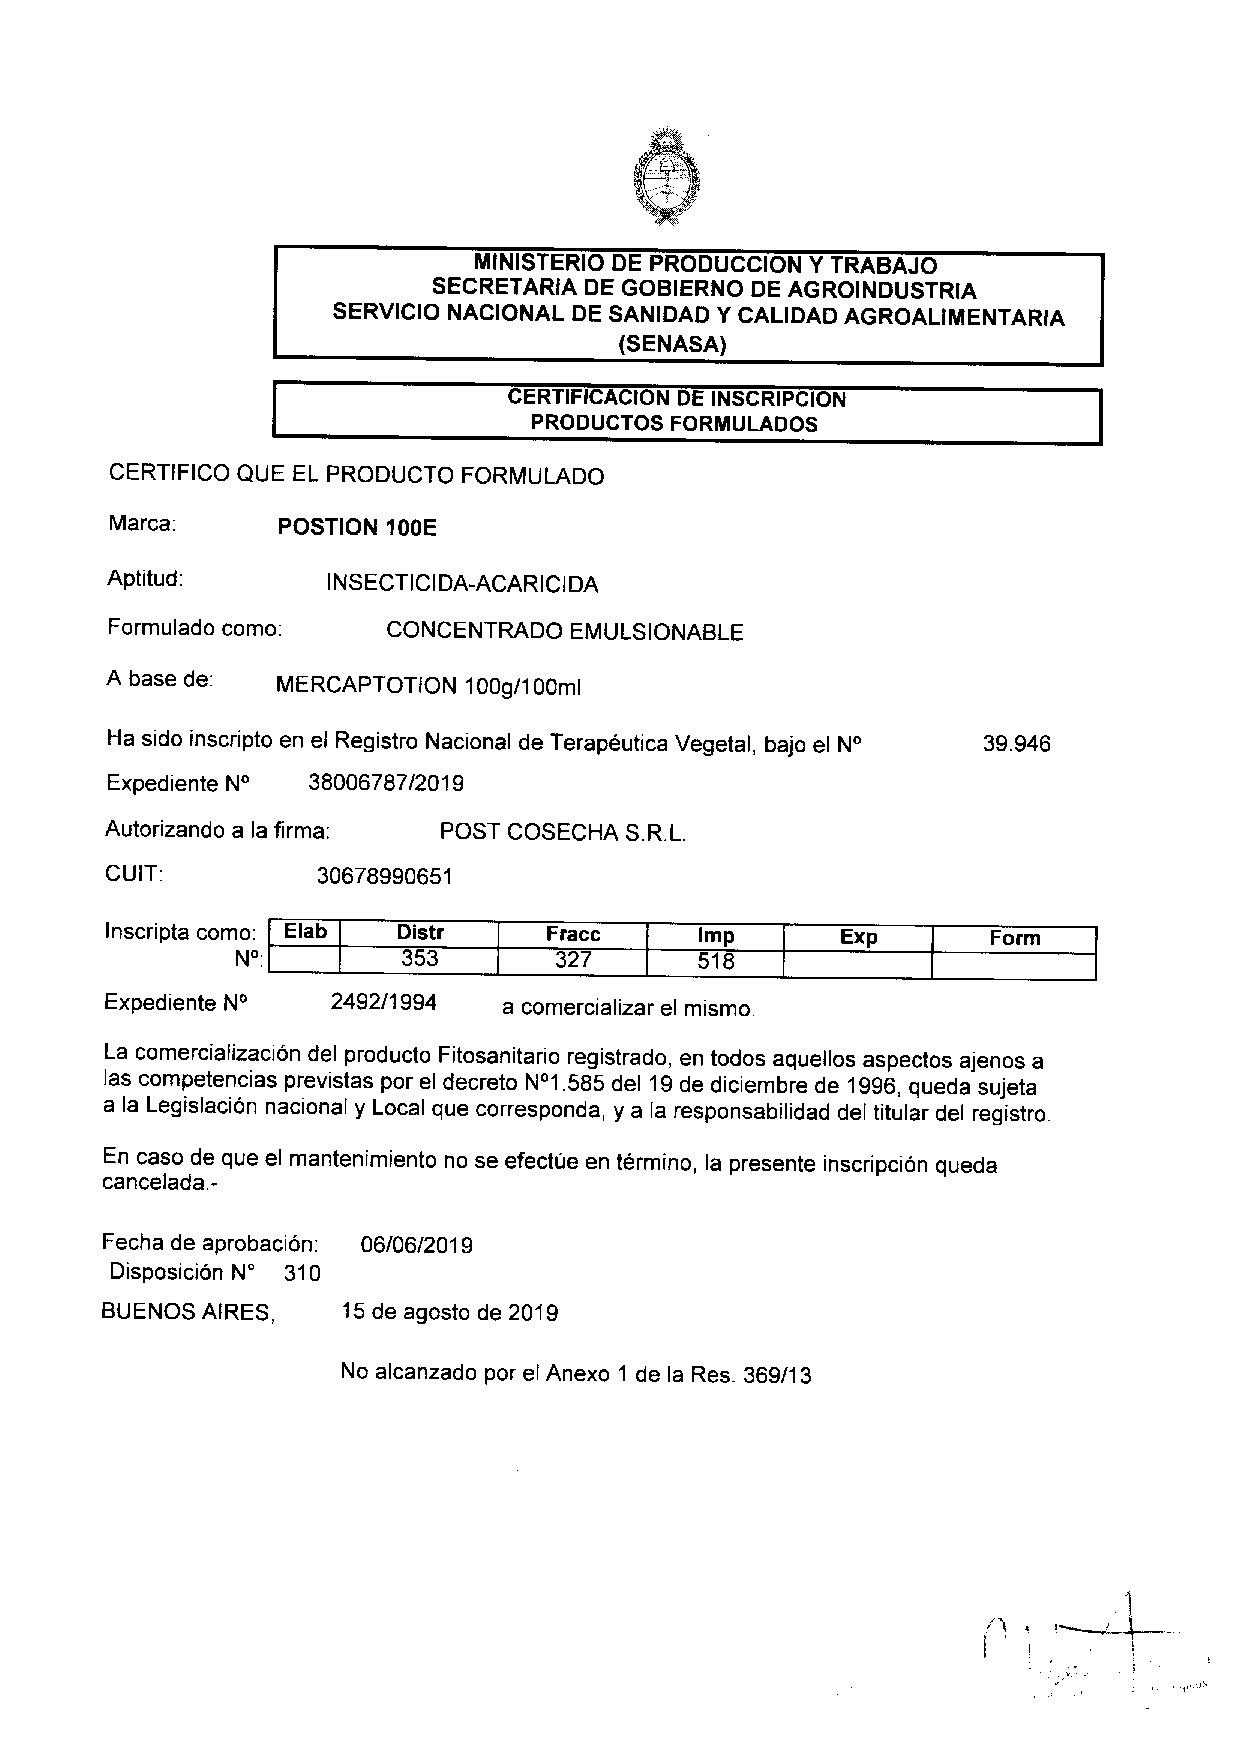 MINISTERIO DE PRODUCCION Y TRABAJO
SECRETARIA DE GOBIERNO DE AGROINDUSTRIA
SERVICIO NACIONAL DE SANIDAD Y CALIDAD AGROALIMENTARIA
(SENASA)
CERTIFICACION DE INSCRIPCION
PRODUCTOS FORMULADOS
CERTIFICO QUE EL PRODUCTO FORMULADO
Marca: POSTION 100E
Aptitud: INSECTICIDA-ACARICIDA
Formulado como: CONCENTRADO EMULSIONABLE
A base de: MERCAPTOTION 100g/100ml
Ha sido inscripto en el Registro Nacional de Terapéutica Vegetal, bajo el Nº 39.946
Expediente Nº 38006787/2019
Autorizando a la firma: POST COSECHA S.R.L.
CUIT: 30678990651
Inscripta como: Elab Distr Fracc Imp Exp Form
Nº: 353 327 518
Expediente Nº 2492/1994 a comercializar el mismo.
La comercialización del producto Fitosanitario registrado, en todos aquellos aspectos ajenos a
las competencias previstas por el decreto Nº1.585 del 19 de diciembre de 1996, queda sujeta
a la Legislación nacional y Local que corresponda, y a la responsabilidad del titular del registro.
En caso de que el mantenimiento no se efectúe en término, la presente inscripción queda
cancelada.-
Fecha de aprobación: 06/06/2019
Disposición N° 310
BUENOS AIRES, 15 de agosto de 2019
No alcanzado por el Anexo 1 de la Res. 369/13